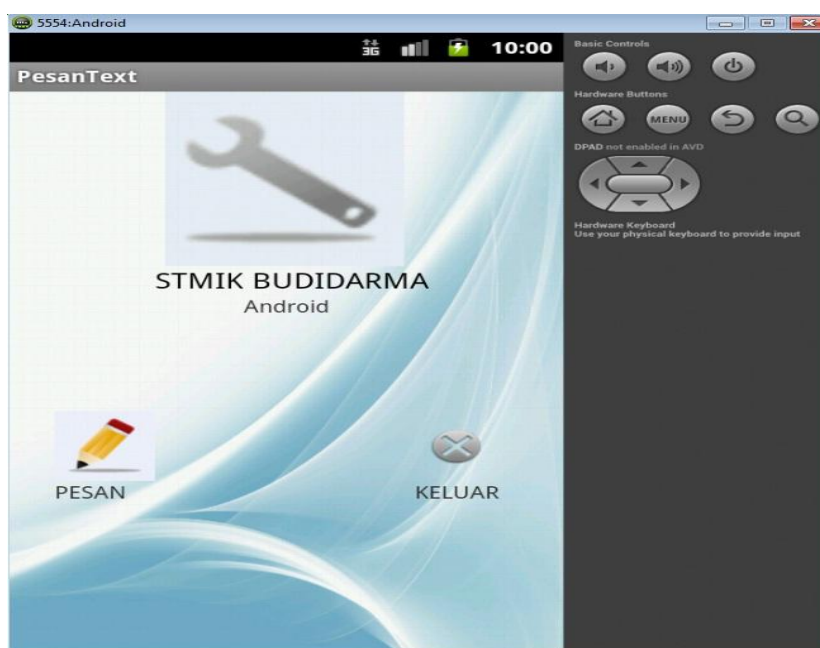 5554:Android
3G 10:00
PesanText
STMIK BUDIDARMA
Android
PESAN
KELUAR
Basic Controls
Hardware Buttons
MENU
DPAD not enabled in AVD
Hardware Keyboard
Use your physical keyboard to provide input